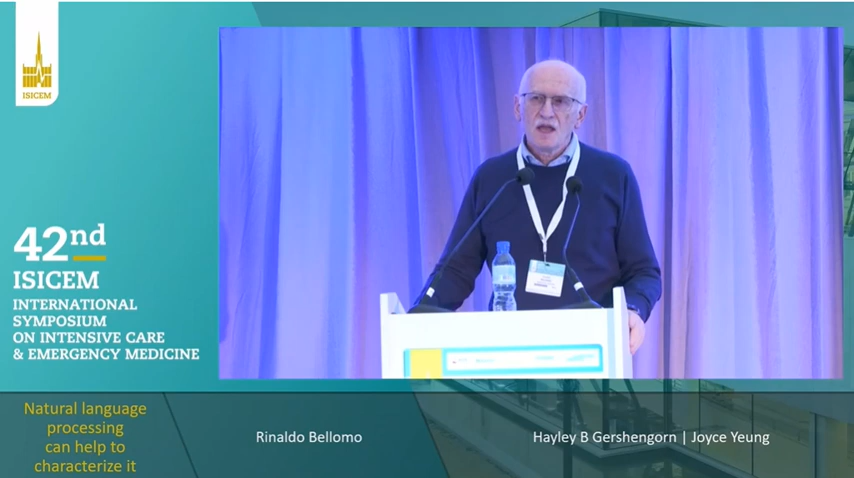 ISICEM
42nd
ISICEM
INTERNATIONAL
SYMPOSIUM
ON INTENSIVE CARE
& EMERGENCY MEDICINE
Natural language
processing
can help to
characterize it
Rinaldo Bellomo
Hayley B Gershengorn | Joyce Yeung